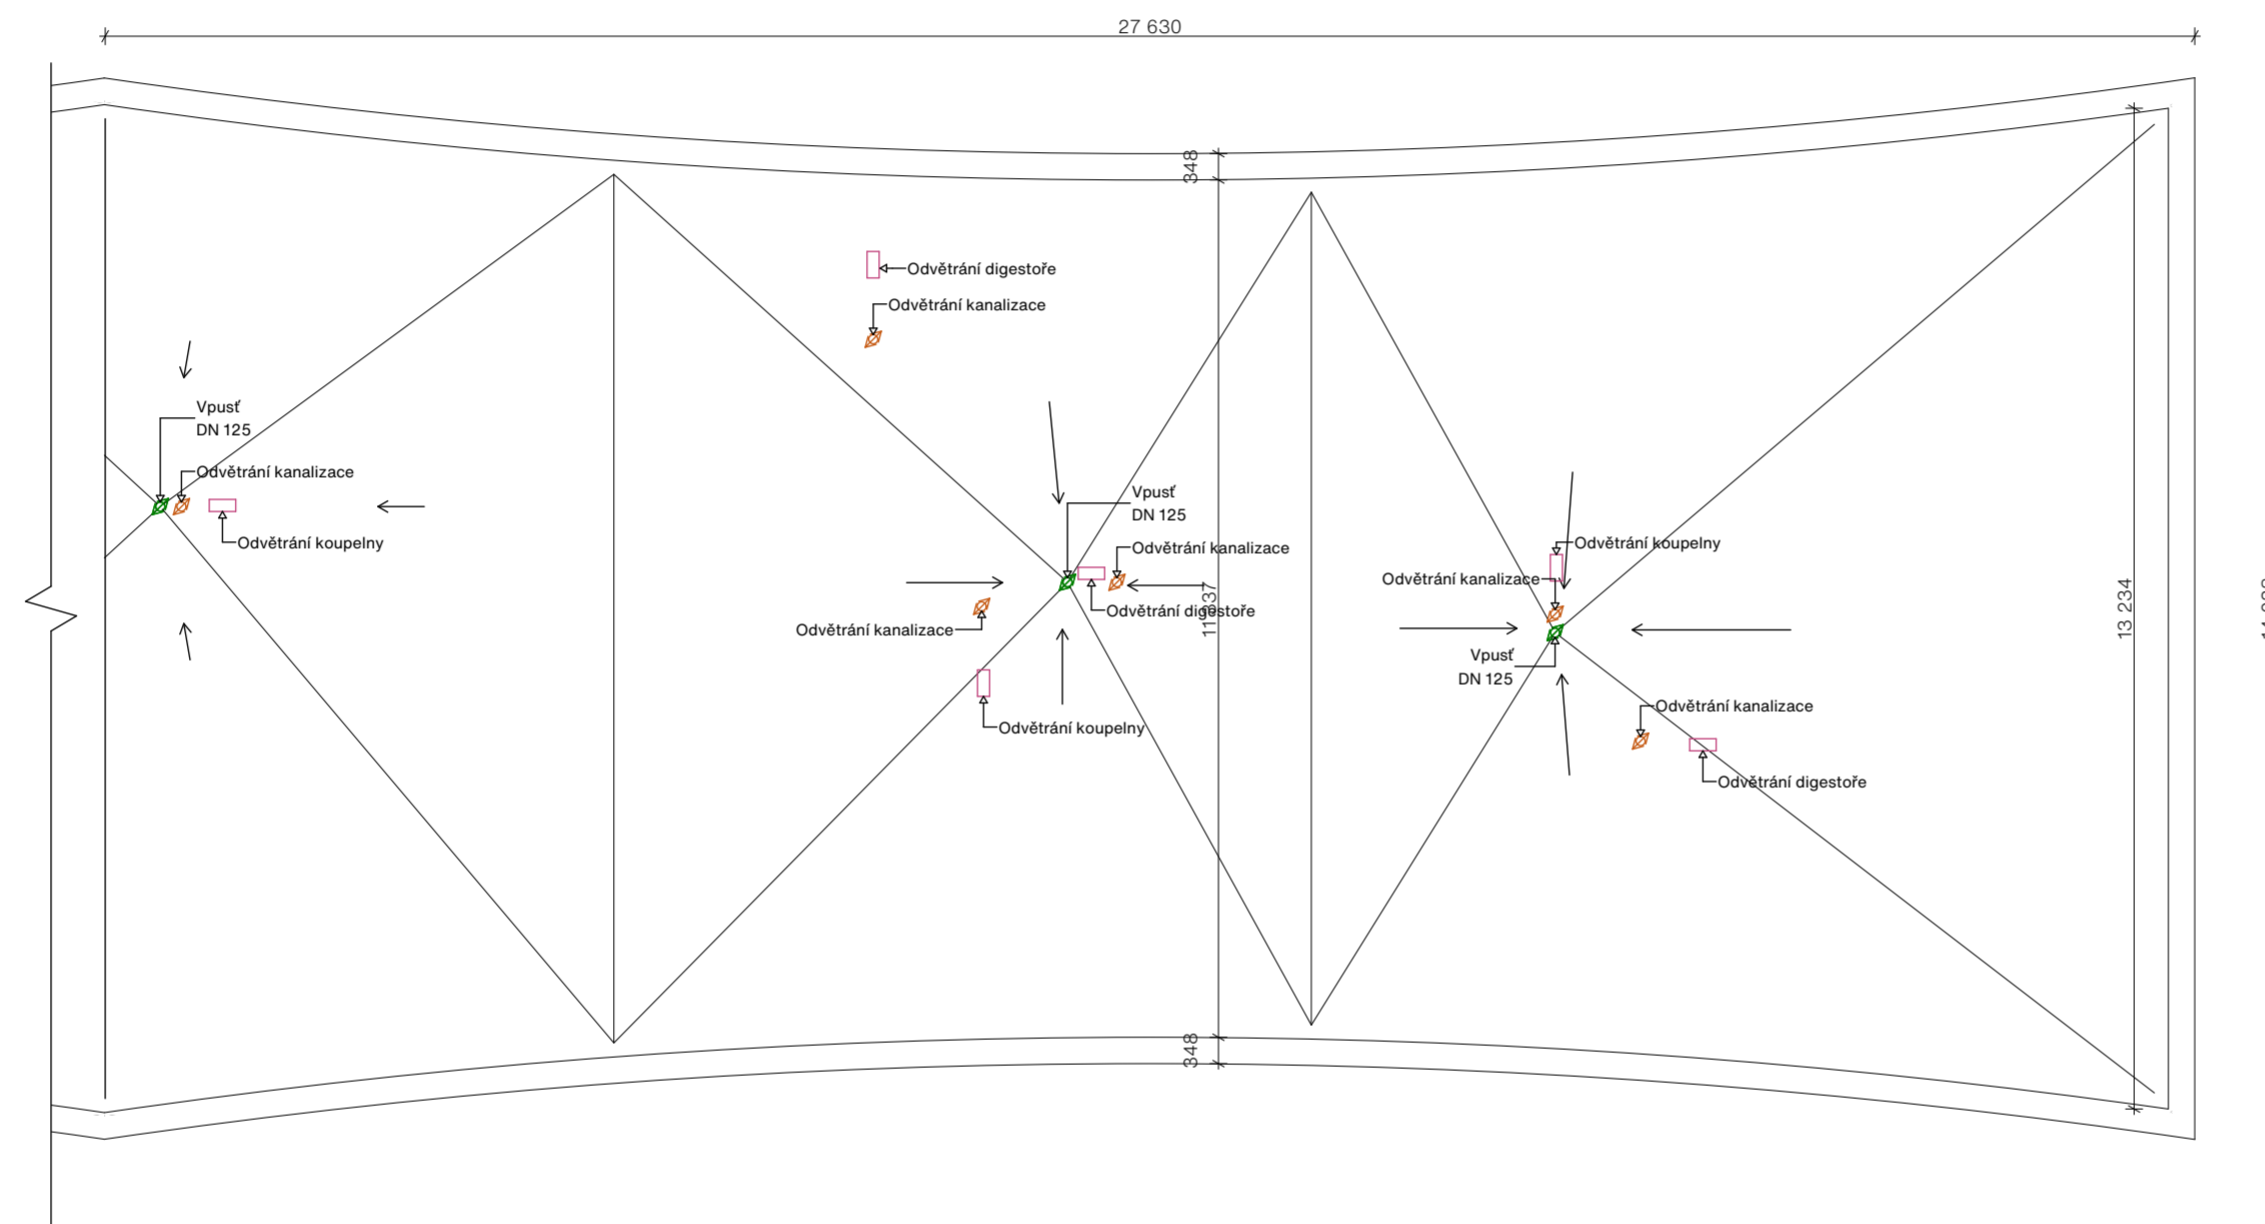 27 630
348
Odvětrání digestoře
Odvětrání kanalizace
Vpusť
DN 125
Odvětrání kanalizace
Odvětrání koupelny
Vpusť
DN 125
Odvětrání kanalizace
Odvětrání digestoře
Odvětrání kanalizace
Odvětrání koupelny
Odvětrání koupelny
Odvětrání kanalizace
Vpusť
DN 125
Odvětrání kanalizace
Odvětrání digestoře
13 234
348